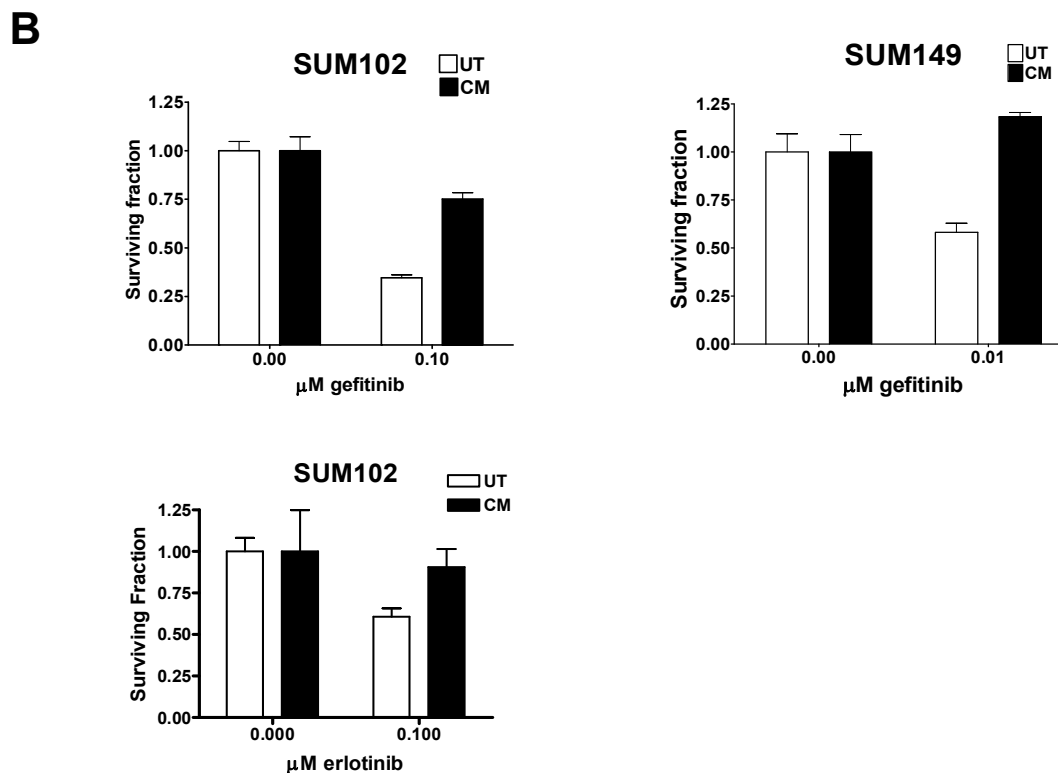 B
SUM102
UT
CM
1.25
1.00
0.75
0.50
0.25
0.00
Surviving fraction
0.00 0.10
μM gefitinib
SUM149
UT
CM
1.25
1.00
0.75
0.50
0.25
0.00
Surviving fraction
0.00 0.01
μM gefitinib
SUM102
UT
CM
1.25
1.00
0.75
0.50
0.25
0.00
Surviving Fraction
0.000 0.100
μM erlotinib